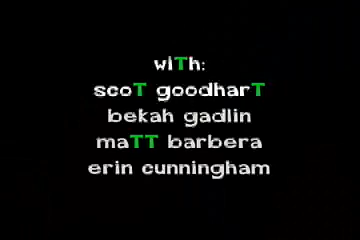 wiTh:
scoT goodharT
bekah gadlin
maTT barbera
erin cunningham